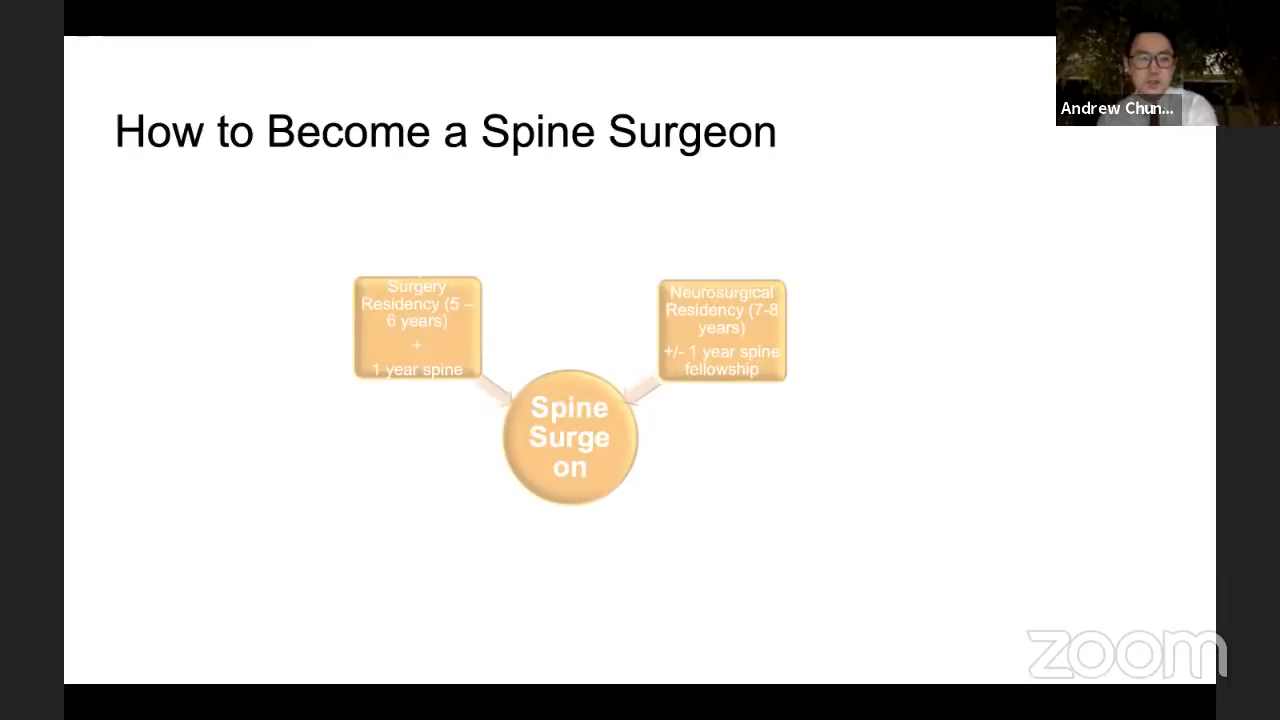 How to Become a Spine Surgeon
Andrew Chun...
Surgery
Residency (5 –
6 years)
+
1 year spine
Neurosurgical
Residency (7-8
years)
+/- 1 year spine
fellowship
Spine
Surge
on
zoom